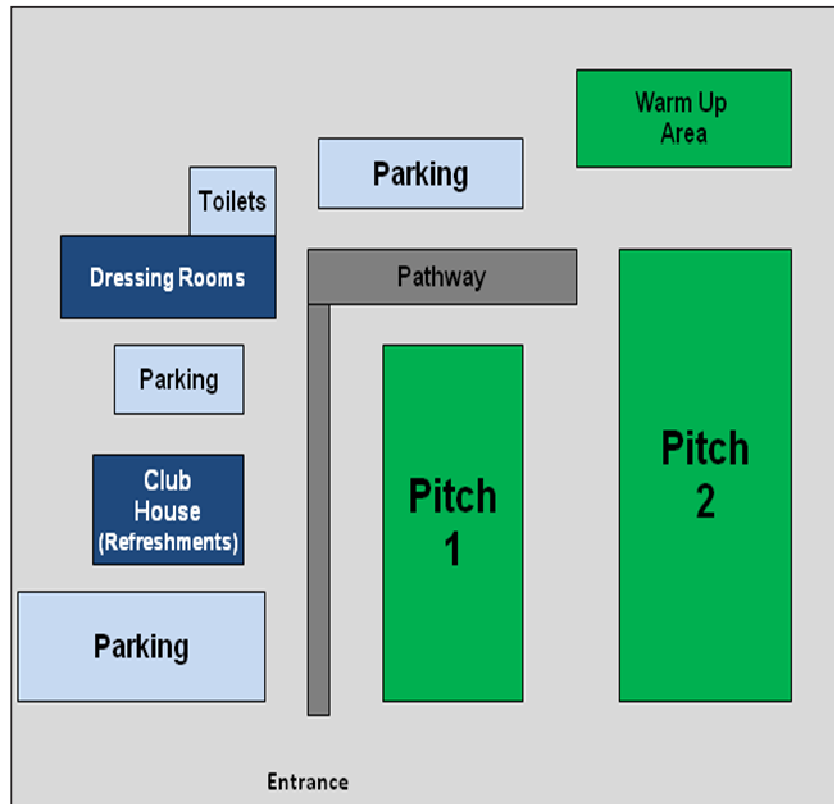 Warm Up
Area
Parking
Toilets
Dressing Rooms
Pathway
Parking
Club
House
(Refreshments)
Pitch
1
Pitch
2
Parking
Entrance